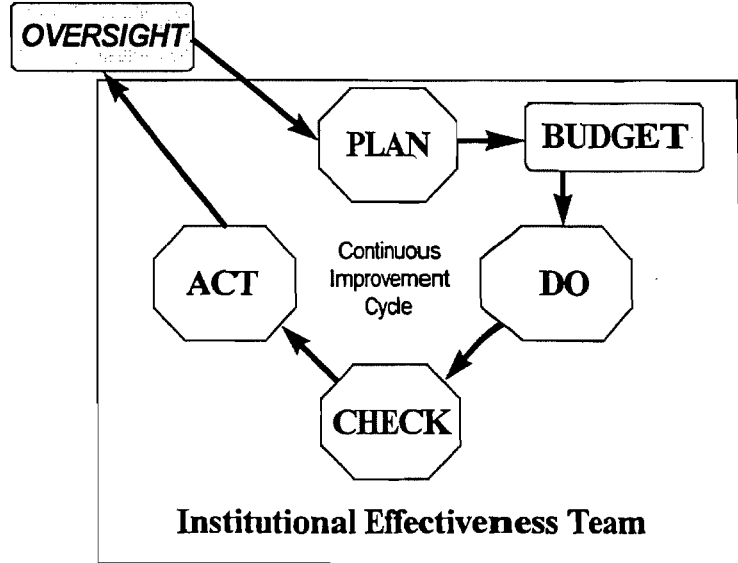 OVERSIGHT
PLAN
BUDGET
ACT
Continuous
Improvement
Cycle
DO
CHECK
Institutional Effectiveness Team